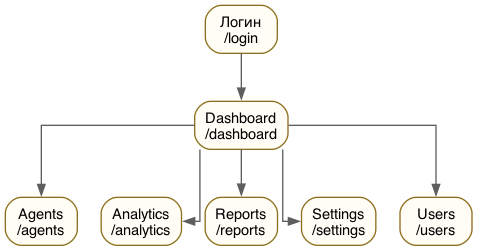 Логин
/login
Dashboard
/dashboard
Agents
/agents
Analytics
/analytics
Reports
/reports
Settings
/settings
Users
/users